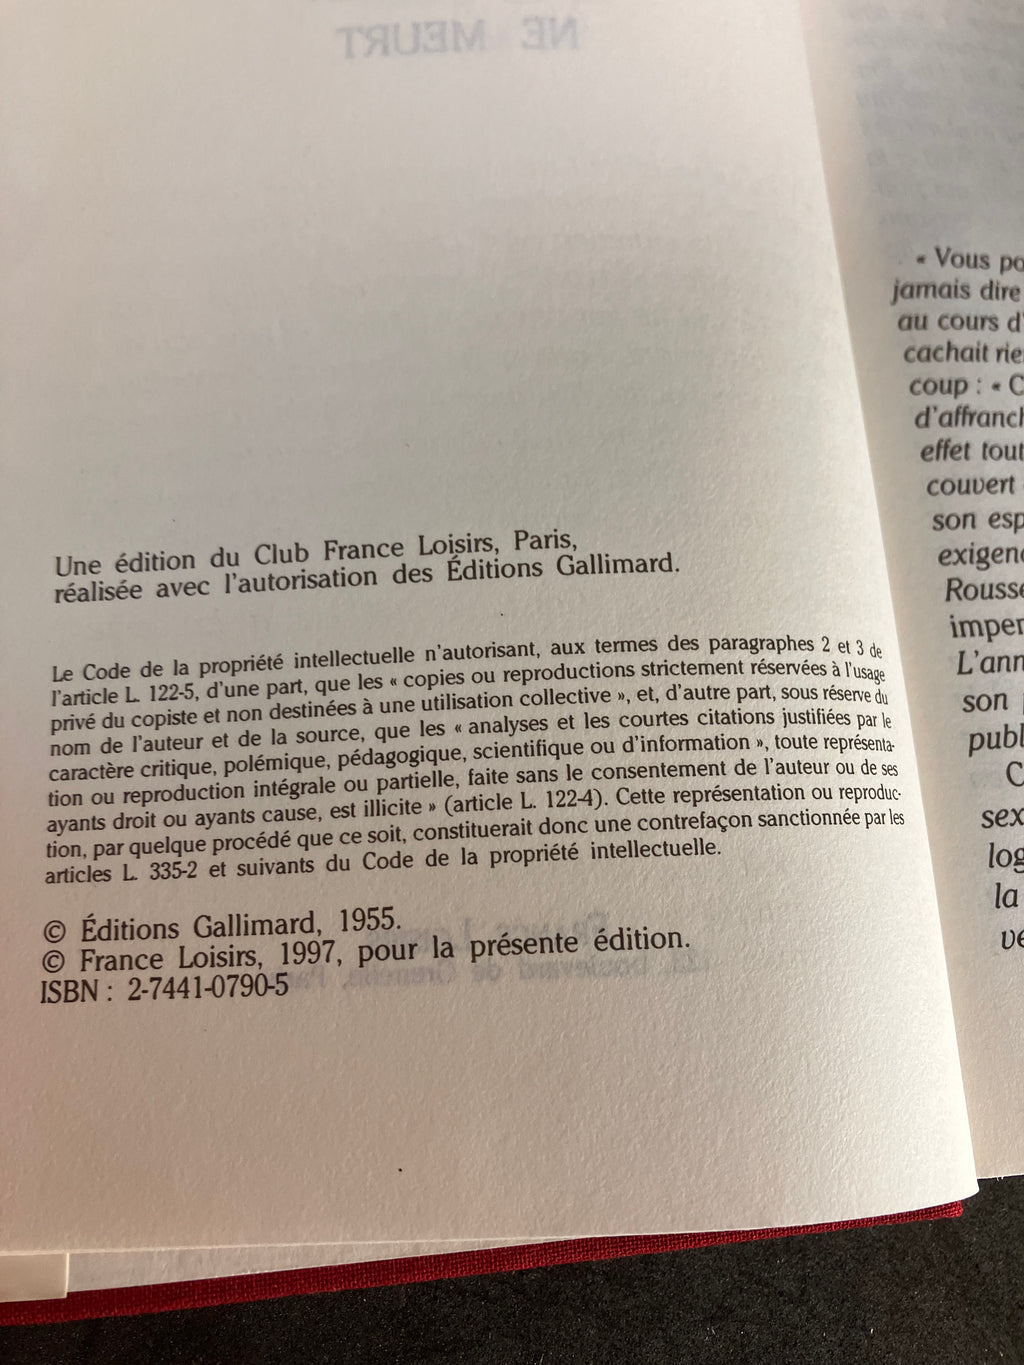 NE MEURT
Une édition du Club France Loisirs, Paris,
réalisée avec l'autorisation des Éditions Gallimard.
Le Code de la propriété intellectuelle n'autorisant, aux termes des paragraphes 2 et 3 de
l'article L. 122-5, d'une part, que les « copies ou reproductions strictement réservées à l'usage
privé du copiste et non destinées à une utilisation collective », et, d'autre part, sous réserve du
nom de l'auteur et de la source, que les « analyses et les courtes citations justifiées par le
caractère critique, polémique, pédagogique, scientifique ou d'information », toute représenta-
tion ou reproduction intégrale ou partielle, faite sans le consentement de l'auteur ou de ses
ayants droit ou ayants cause, est illicite » (article L. 122-4). Cette représentation ou reproduc-
tion, par quelque procédé que ce soit, constituerait donc une contrefaçon sanctionnée par les
articles L. 335-2 et suivants du Code de la propriété intellectuelle.
© Éditions Gallimard, 1955.
© France Loisirs, 1997, pour la présente édition.
ISBN : 2-7441-0790-5
« Vous po
jamais dire
au cours d'
cachait rie
coup : « C
d'affranch
effet tout
couvert
son esp
exigenc
Rousse
imper
L'ann
son
publ
C
sex
log
la
ve